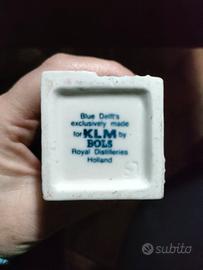 Blue Delft's
exclusively made
for KLM by
BOLS
Royal Distilleries
Holland
subito